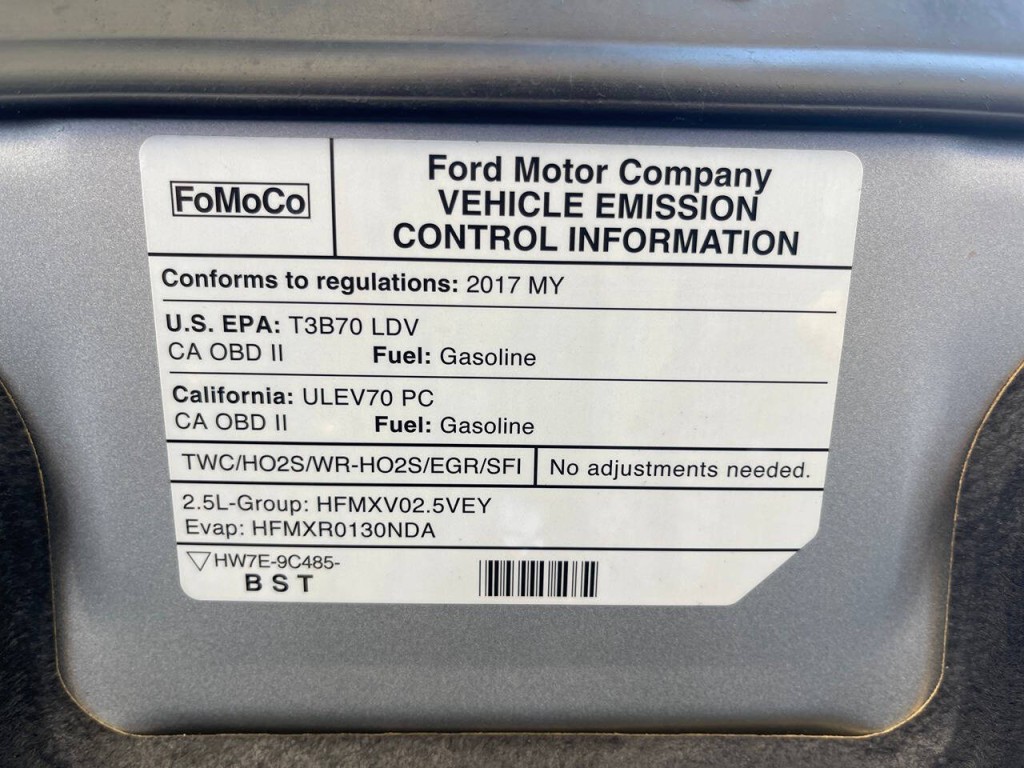 FoMoCo
Ford Motor Company
VEHICLE EMISSION
CONTROL INFORMATION
Conforms to regulations: 2017 MY
U.S. EPA: T3B70 LDV
CA OBD II Fuel: Gasoline
California: ULEV70 PC
CA OBD II Fuel: Gasoline
TWC/HO2S/WR-HO2S/EGR/SFI No adjustments needed.
2.5L-Group: HFMXV02.5VEY
Evap: HFMXR0130NDA
HW7E-9C485-
B S T